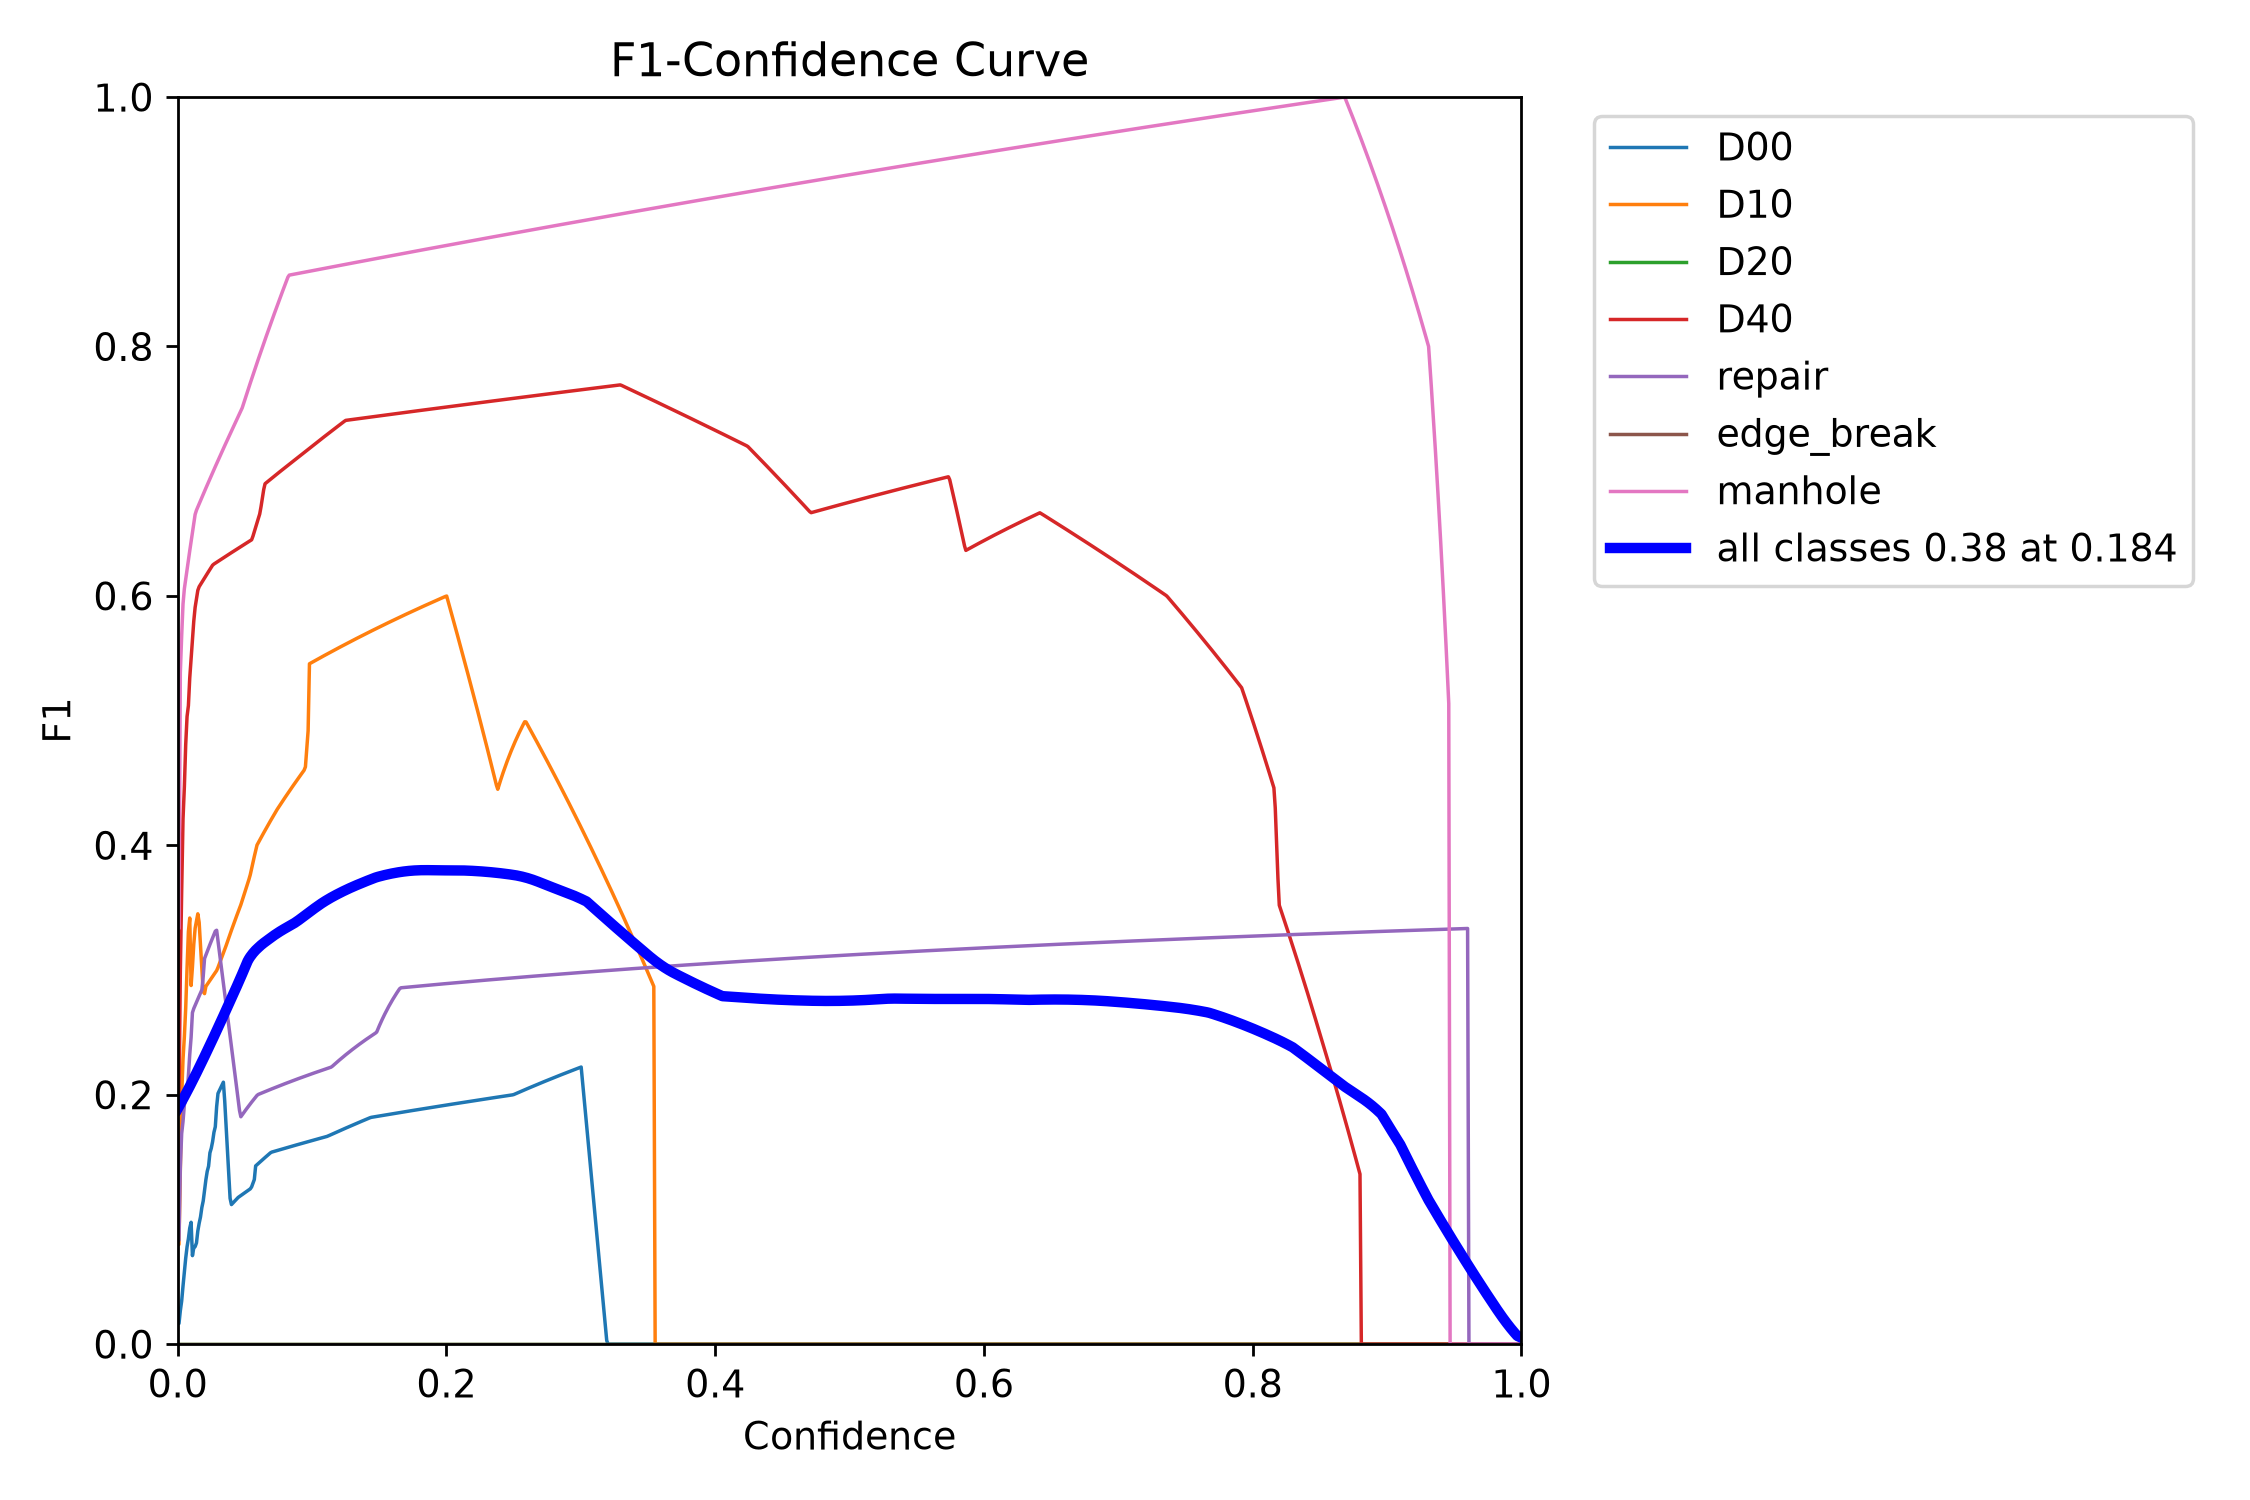 F1-Confidence Curve
1.0
0.8
0.6
0.4
0.2
0.0
F1
0.0 0.2 0.4 0.6 0.8 1.0
Confidence
D00
D10
D20
D40
repair
edge_break
manhole
all classes 0.38 at 0.184